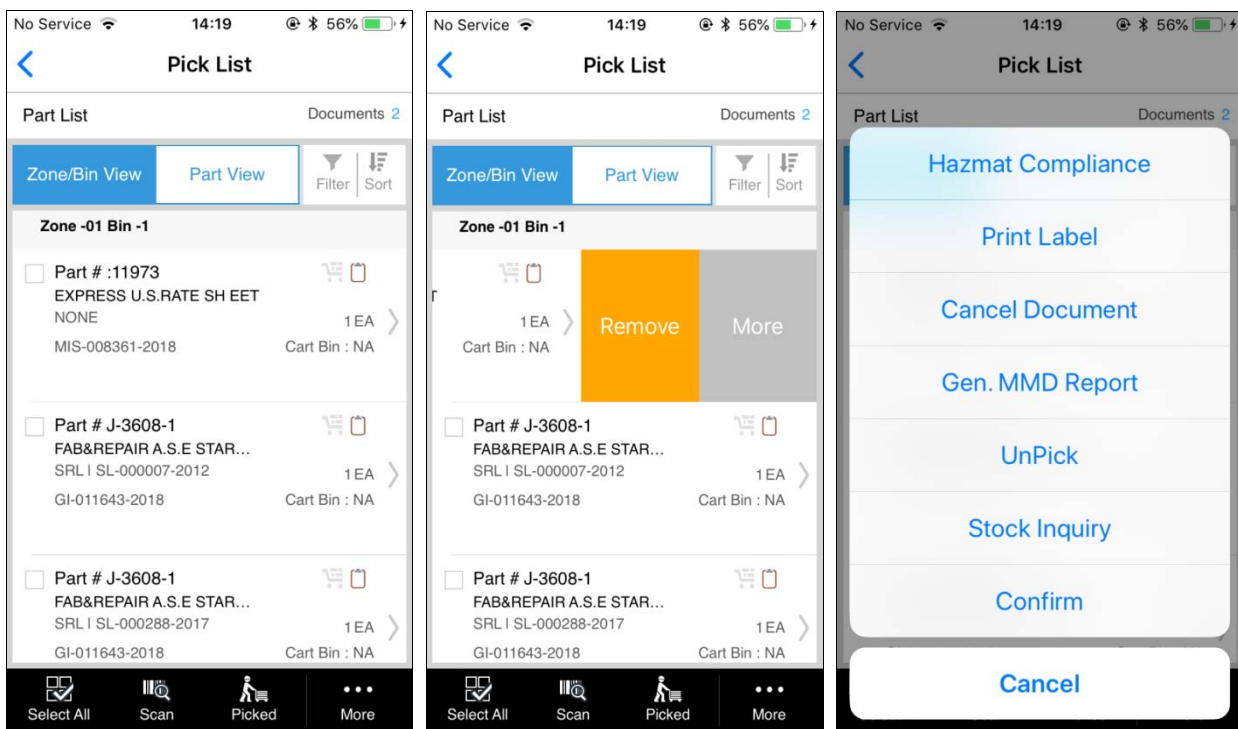 No Service 14:19 56%
Pick List
Part List Documents 2
Zone/Bin View Part View Filter Sort
Zone -01 Bin -1
Part # :11973
EXPRESS U.S.RATE SH EET
NONE 1 EA
MIS-008361-2018 Cart Bin : NA
Part # J-3608-1
FAB&REPAIR A.S.E STAR...
SRL | SL-000007-2012 1 EA
GI-011643-2018 Cart Bin : NA
Part # J-3608-1
FAB&REPAIR A.S.E STAR...
SRL | SL-000288-2017 1 EA
GI-011643-2018 Cart Bin : NA
Select All Scan Picked More
No Service 14:19 56%
Pick List
Part List Documents 2
Zone/Bin View Part View Filter Sort
Zone -01 Bin -1
1 EA Remove More
Cart Bin : NA
Part # J-3608-1
FAB&REPAIR A.S.E STAR...
SRL | SL-000007-2012 1 EA
GI-011643-2018 Cart Bin : NA
Part # J-3608-1
FAB&REPAIR A.S.E STAR...
SRL | SL-000288-2017 1 EA
GI-011643-2018 Cart Bin : NA
Select All Scan Picked More
No Service 14:19 56%
Pick List
Part List Documents 2
Hazmat Compliance
Print Label
Cancel Document
Gen. MMD Report
UnPick
Stock Inquiry
Confirm
Cancel